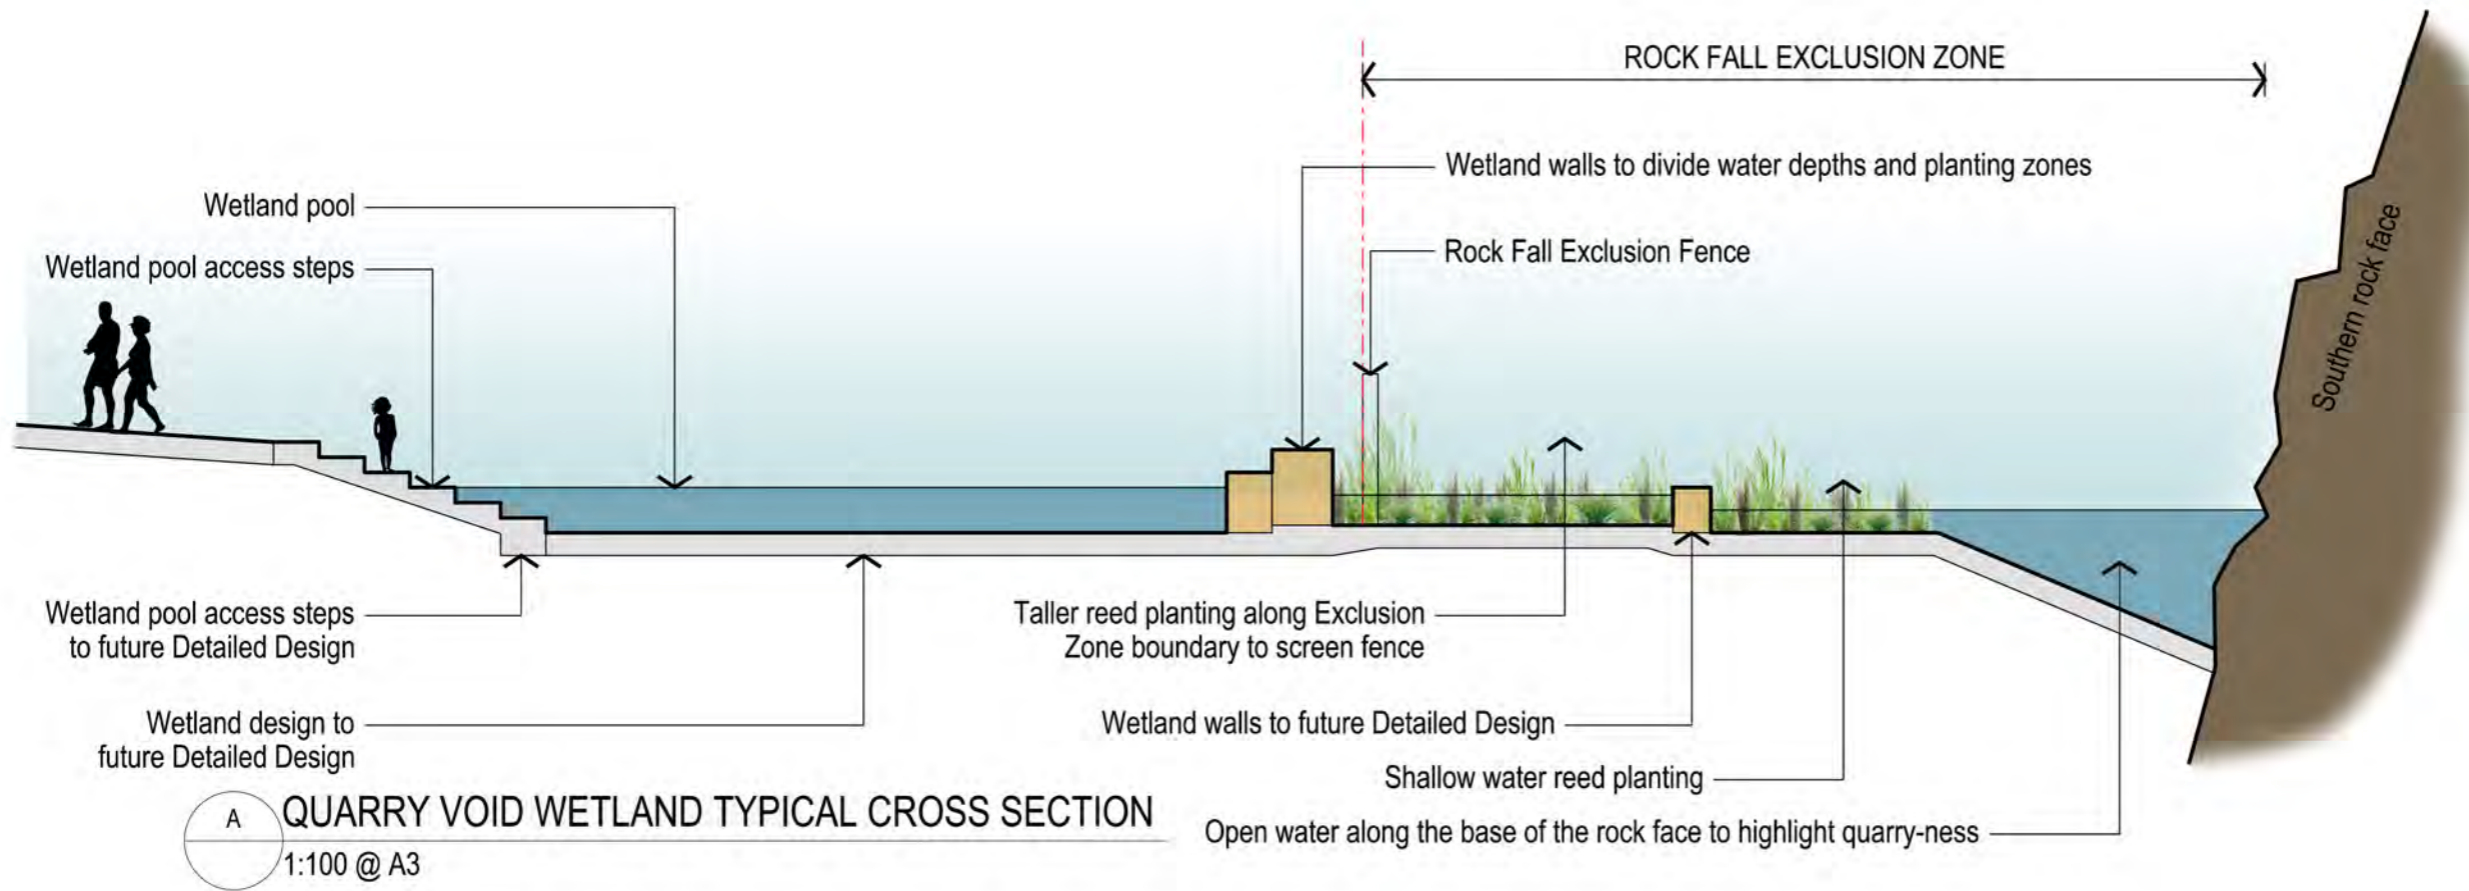 ROCK FALL EXCLUSION ZONE
Wetland walls to divide water depths and planting zones
Wetland pool
Rock Fall Exclusion Fence
Wetland pool access steps
Southern rock face
Wetland pool access steps
to future Detailed Design
Taller reed planting along Exclusion
Zone boundary to screen fence
Wetland design to
future Detailed Design
Wetland walls to future Detailed Design
Shallow water reed planting
Open water along the base of the rock face to highlight quarry-ness
A
QUARRY VOID WETLAND TYPICAL CROSS SECTION
1:100 @ A3